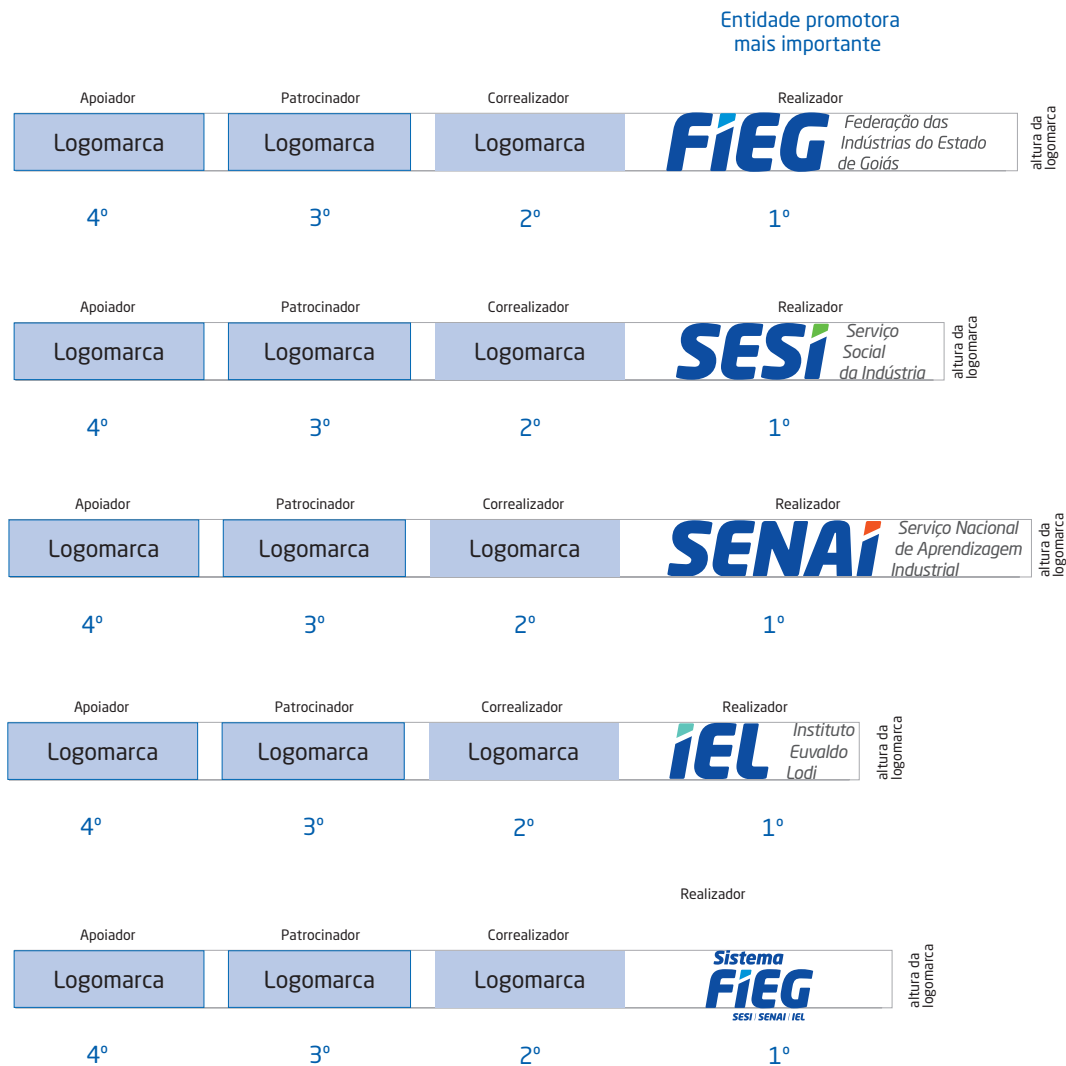 Entidade promotora
mais importante
Apoiador
Patrocinador
Correalizador
Realizador
Logomarca
Logomarca
Logomarca
FIEG
Federação das
Indústrias do Estado
de Goiás
altura da
logomarca
4º
3º
2º
1º
Apoiador
Patrocinador
Correalizador
Realizador
Logomarca
Logomarca
Logomarca
SESI
Serviço
Social
da Indústria
altura da
logomarca
4º
3º
2º
1º
Apoiador
Patrocinador
Correalizador
Realizador
Logomarca
Logomarca
Logomarca
SENAI
Serviço Nacional
de Aprendizagem
Industrial
altura da
logomarca
4º
3º
2º
1º
Apoiador
Patrocinador
Correalizador
Realizador
Logomarca
Logomarca
Logomarca
IEL
Instituto
Euvaldo
Lodi
altura da
logomarca
4º
3º
2º
1º
Realizador
Apoiador
Patrocinador
Correalizador
Logomarca
Logomarca
Logomarca
Sistema
FIEG
SESI / SENAI / IEL
altura da
logomarca
4º
3º
2º
1º